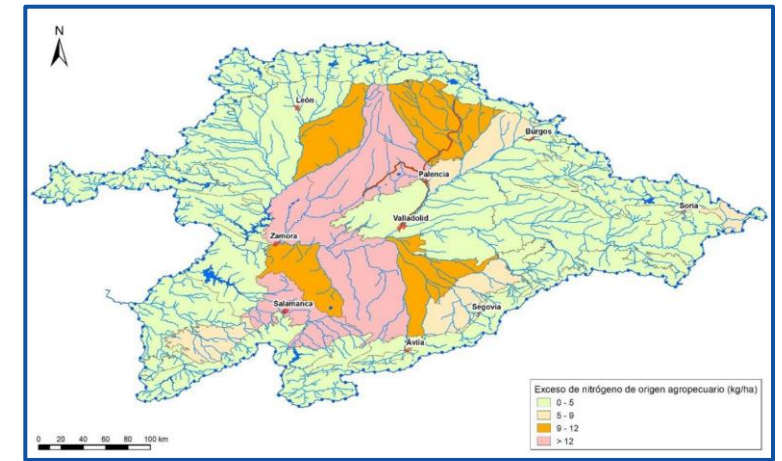 N
León
Burgos
Palencia
Soria
Valladolid
Zamora
Salamanca
Segovia
Ávila
Exceso de nitrógeno de origen agropecuario (kg/ha)
0 - 5
5 - 9
9 - 12
> 12
0 20 40 60 80 100 km